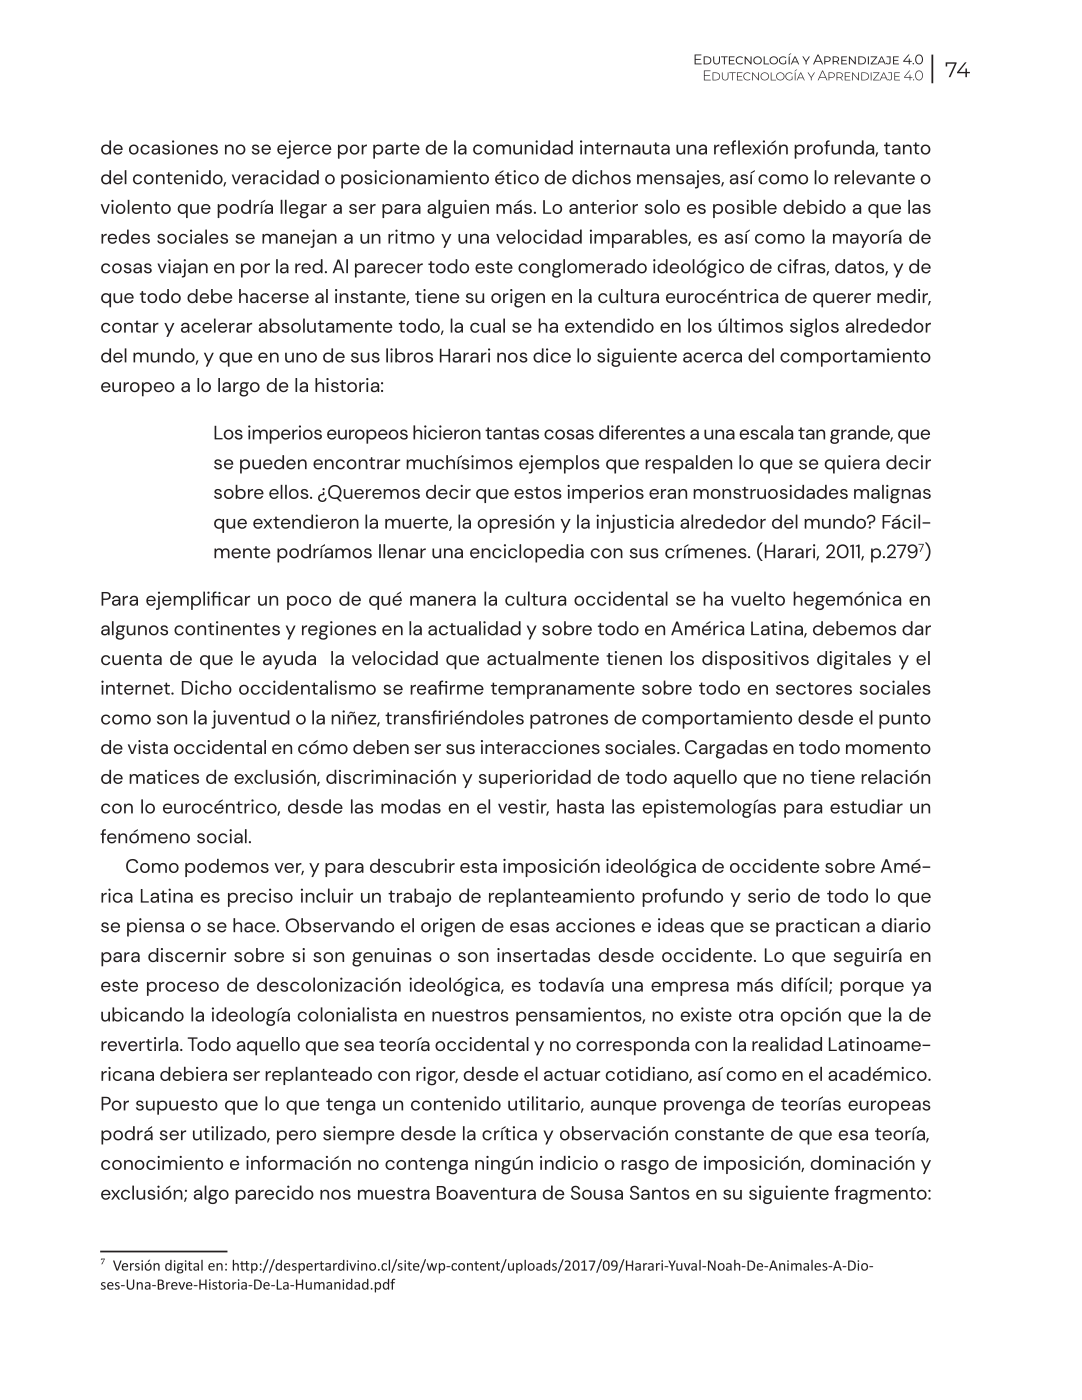 Edutecnología y Aprendizaje 4.0
Edutecnología y Aprendizaje 4.0
74
de ocasiones no se ejerce por parte de la comunidad internauta una reflexión profunda, tanto
del contenido, veracidad o posicionamiento ético de dichos mensajes, así como lo relevante o
violento que podría llegar a ser para alguien más. Lo anterior solo es posible debido a que las
redes sociales se manejan a un ritmo y una velocidad imparables, es así como la mayoría de
cosas viajan en por la red. Al parecer todo este conglomerado ideológico de cifras, datos, y de
que todo debe hacerse al instante, tiene su origen en la cultura eurocéntrica de querer medir,
contar y acelerar absolutamente todo, la cual se ha extendido en los últimos siglos alrededor
del mundo, y que en uno de sus libros Harari nos dice lo siguiente acerca del comportamiento
europeo a lo largo de la historia:
Los imperios europeos hicieron tantas cosas diferentes a una escala tan grande, que
se pueden encontrar muchísimos ejemplos que respalden lo que se quiera decir
sobre ellos. ¿Queremos decir que estos imperios eran monstruosidades malignas
que extendieron la muerte, la opresión y la injusticia alrededor del mundo? Fácil-
mente podríamos llenar una enciclopedia con sus crímenes. (Harari, 2011, p.279⁷)
Para ejemplificar un poco de qué manera la cultura occidental se ha vuelto hegemónica en
algunos continentes y regiones en la actualidad y sobre todo en América Latina, debemos dar
cuenta de que le ayuda  la velocidad que actualmente tienen los dispositivos digitales y el
internet. Dicho occidentalismo se reafirme tempranamente sobre todo en sectores sociales
como son la juventud o la niñez, transfiriéndoles patrones de comportamiento desde el punto
de vista occidental en cómo deben ser sus interacciones sociales. Cargadas en todo momento
de matices de exclusión, discriminación y superioridad de todo aquello que no tiene relación
con lo eurocéntrico, desde las modas en el vestir, hasta las epistemologías para estudiar un
fenómeno social.
Como podemos ver, y para descubrir esta imposición ideológica de occidente sobre Amé-
rica Latina es preciso incluir un trabajo de replanteamiento profundo y serio de todo lo que
se piensa o se hace. Observando el origen de esas acciones e ideas que se practican a diario
para discernir sobre si son genuinas o son insertadas desde occidente. Lo que seguiría en
este proceso de descolonización ideológica, es todavía una empresa más difícil; porque ya
ubicando la ideología colonialista en nuestros pensamientos, no existe otra opción que la de
revertirla. Todo aquello que sea teoría occidental y no corresponda con la realidad Latinoame-
ricana debiera ser replanteado con rigor, desde el actuar cotidiano, así como en el académico.
Por supuesto que lo que tenga un contenido utilitario, aunque provenga de teorías europeas
podrá ser utilizado, pero siempre desde la crítica y observación constante de que esa teoría,
conocimiento e información no contenga ningún indicio o rasgo de imposición, dominación y
exclusión; algo parecido nos muestra Boaventura de Sousa Santos en su siguiente fragmento:
⁷ Versión digital en: http://despertardivino.cl/site/wp-content/uploads/2017/09/Harari-Yuval-Noah-De-Animales-A-Dio-
ses-Una-Breve-Historia-De-La-Humanidad.pdf